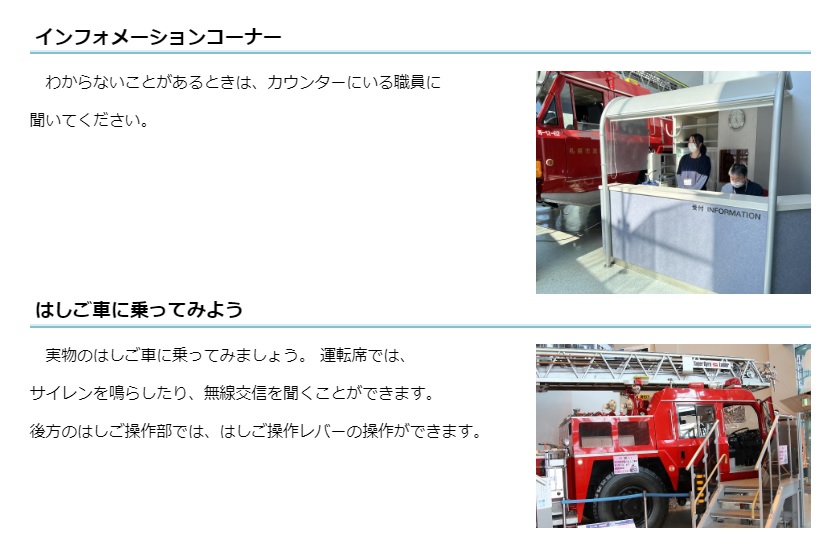 インフォメーションコーナー
わからないことがあるときは、カウンターにいる職員に
聞いてください。
受付 INFORMATION
はしご車に乗ってみよう
実物のはしご車に乗ってみましょう。 運転席では、
サイレンを鳴らしたり、無線交信を聞くことができます。
後方のはしご操作部では、はしご操作レバーの操作ができます。